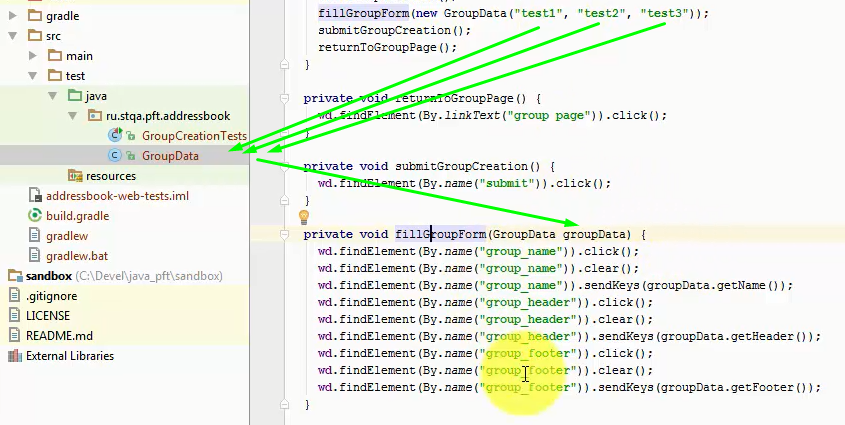 gradle
src
main
test
java
ru.stqa.pft.addressbook
GroupCreationTests
GroupData
resources
addressbook-web-tests.iml
build.gradle
gradlew
gradlew.bat
sandbox (C:\Devel\java_pft\sandbox)
.gitignore
LICENSE
README.md
External Libraries
fillGroupForm(new GroupData("test1", "test2", "test3"));
submitGroupCreation();
returnToGroupPage();
}
private void returnToGroupPage() {
wd.findElement(By.linkText("group page")).click();
}
private void submitGroupCreation() {
wd.findElement(By.name("submit")).click();
}
private void fillGroupForm(GroupData groupData) {
wd.findElement(By.name("group_name")).click();
wd.findElement(By.name("group_name")).clear();
wd.findElement(By.name("group_name")).sendKeys(groupData.getName());
wd.findElement(By.name("group_header")).click();
wd.findElement(By.name("group_header")).clear();
wd.findElement(By.name("group_header")).sendKeys(groupData.getHeader());
wd.findElement(By.name("group_footer")).click();
wd.findElement(By.name("group_footer")).clear();
wd.findElement(By.name("group_footer")).sendKeys(groupData.getFooter());
}